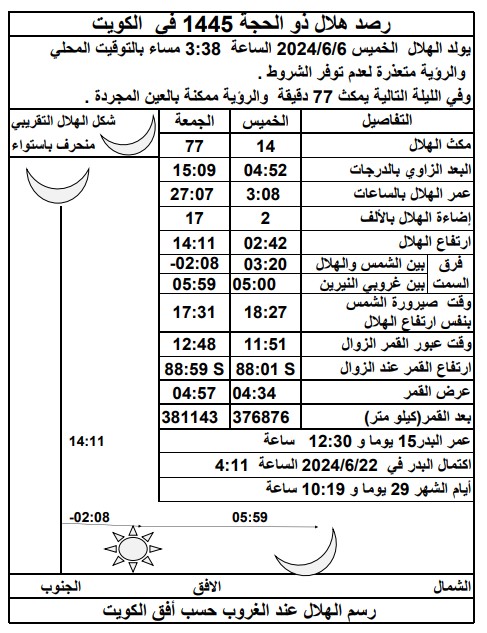 رصد هلال ذو الحجة 1445 في الكويت
يولد الهلال الخميس 2024/6/6 الساعة 3:38 مساء بالتوقيت المحلي
والرؤية متعذرة لعدم توفر الشروط .
وفي الليلة التالية يمكث 77 دقيقة والرؤية ممكنة بالعين المجردة .
التفاصيل الخميس الجمعة
شكل الهلال التقريبي
منحرف باستواء
مكث الهلال 14 77
البعد الزاوي بالدرجات 04:52 15:09
عمر الهلال بالساعات 3:08 27:07
إضاءة الهلال بالألف 2 17
ارتفاع الهلال 02:42 14:11
فرق السمت
بين الشمس والهلال 03:20 -02:08
بين غروبي النيرين 05:00 05:59
وقت صيرورة الشمس
بنفس ارتفاع الهلال 18:27 17:31
وقت عبور القمر الزوال 11:51 12:48
ارتفاع القمر عند الزوال 88:01 S 88:59 S
عرض القمر 04:34 04:57
بعد القمر(كيلو متر) 376876 381143
عمر البدر15 يوما و 12:30 ساعة
اكتمال البدر في 2024/6/22 الساعة 4:11
أيام الشهر 29 يوما و 10:19 ساعة
14:11
-02:08 05:59
الشمال الافق الجنوب
رسم الهلال عند الغروب حسب أفق الكويت